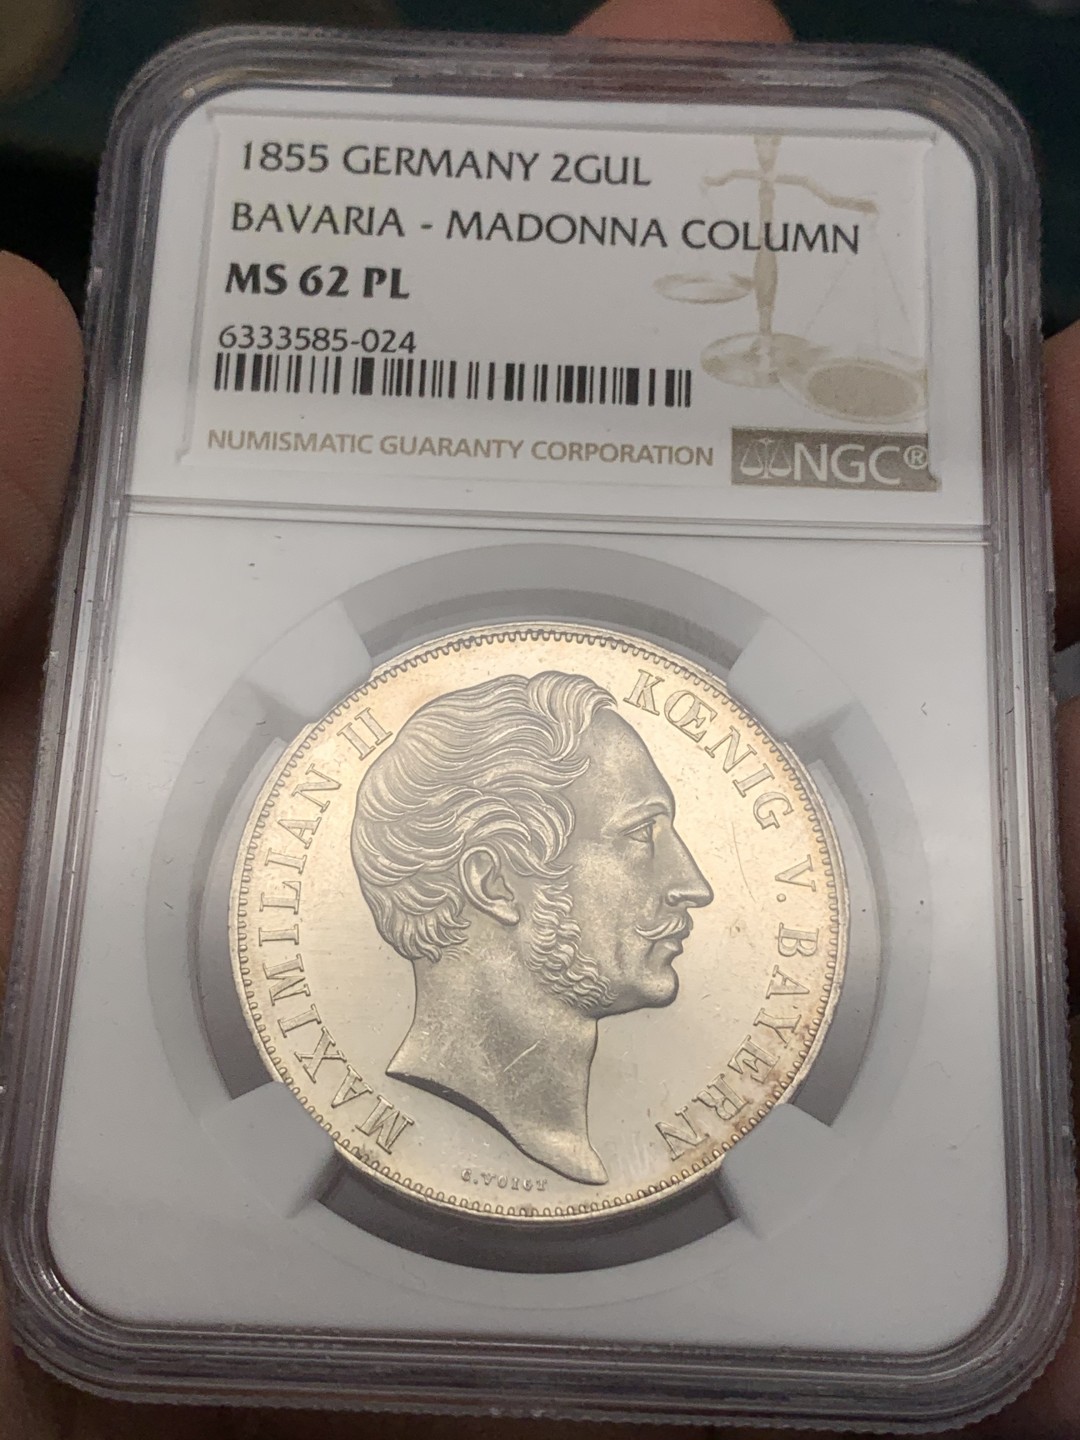 1855 GERMANY 2GUL
BAVARIA - MADONNA COLUMN
MS 62 PL
6333585-024
NUMISMATIC GUARANTY CORPORATION
NGC®
MAXIMILIAN II
KŒNIG V. BAYERN
C. VOIGT